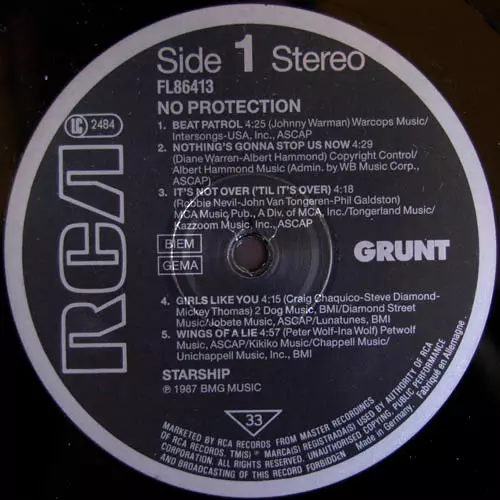 Side 1 Stereo
FL86413
NO PROTECTION
1. BEAT PATROL 4:25 (Johnny Warman) Warcops Music/
Intersongs-USA, Inc., ASCAP
2. NOTHING'S GONNA STOP US NOW 4:29
(Diane Warren-Albert Hammond) Copyright Control/
Albert Hammond Music (Admin. by WB Music Corp.,
ASCAP)
3. IT'S NOT OVER ('TIL IT'S OVER) 4:18
(Robbie Nevil-John Van Tongeren-Phil Galdston)
MCA Music Pub., A Div. of MCA, Inc./Tongerland Music/
Kazzoom Music, Inc., ASCAP
LC 2484
RCA
BIEM
GEMA
GRUNT
4. GIRLS LIKE YOU 4:15 (Craig Chaquico-Steve Diamond-
Mickey Thomas) 2 Dog Music, BMI/Diamond Street
Music/Jobete Music, ASCAP/Lunatunes, BMI
5. WINGS OF A LIE 4:57 (Peter Wolf-Ina Wolf) Petwolf
Music, ASCAP/Kikiko Music/Chappell Music/
Unichappell Music, Inc., BMI
STARSHIP
℗ 1987 BMG MUSIC
33
MARKETED BY RCA RECORDS FROM MASTER RECORDINGS
OF RCA RECORDS. TM(S) ® MARCA(S) REGISTRADA(S) USED BY AUTHORITY OF RCA
CORPORATION. ALL RIGHTS RESERVED. UNAUTHORISED COPYING, PUBLIC PERFORMANCE
AND BROADCASTING OF THIS RECORD FORBIDDEN
Made in Germany. Fabriqué en Allemagne